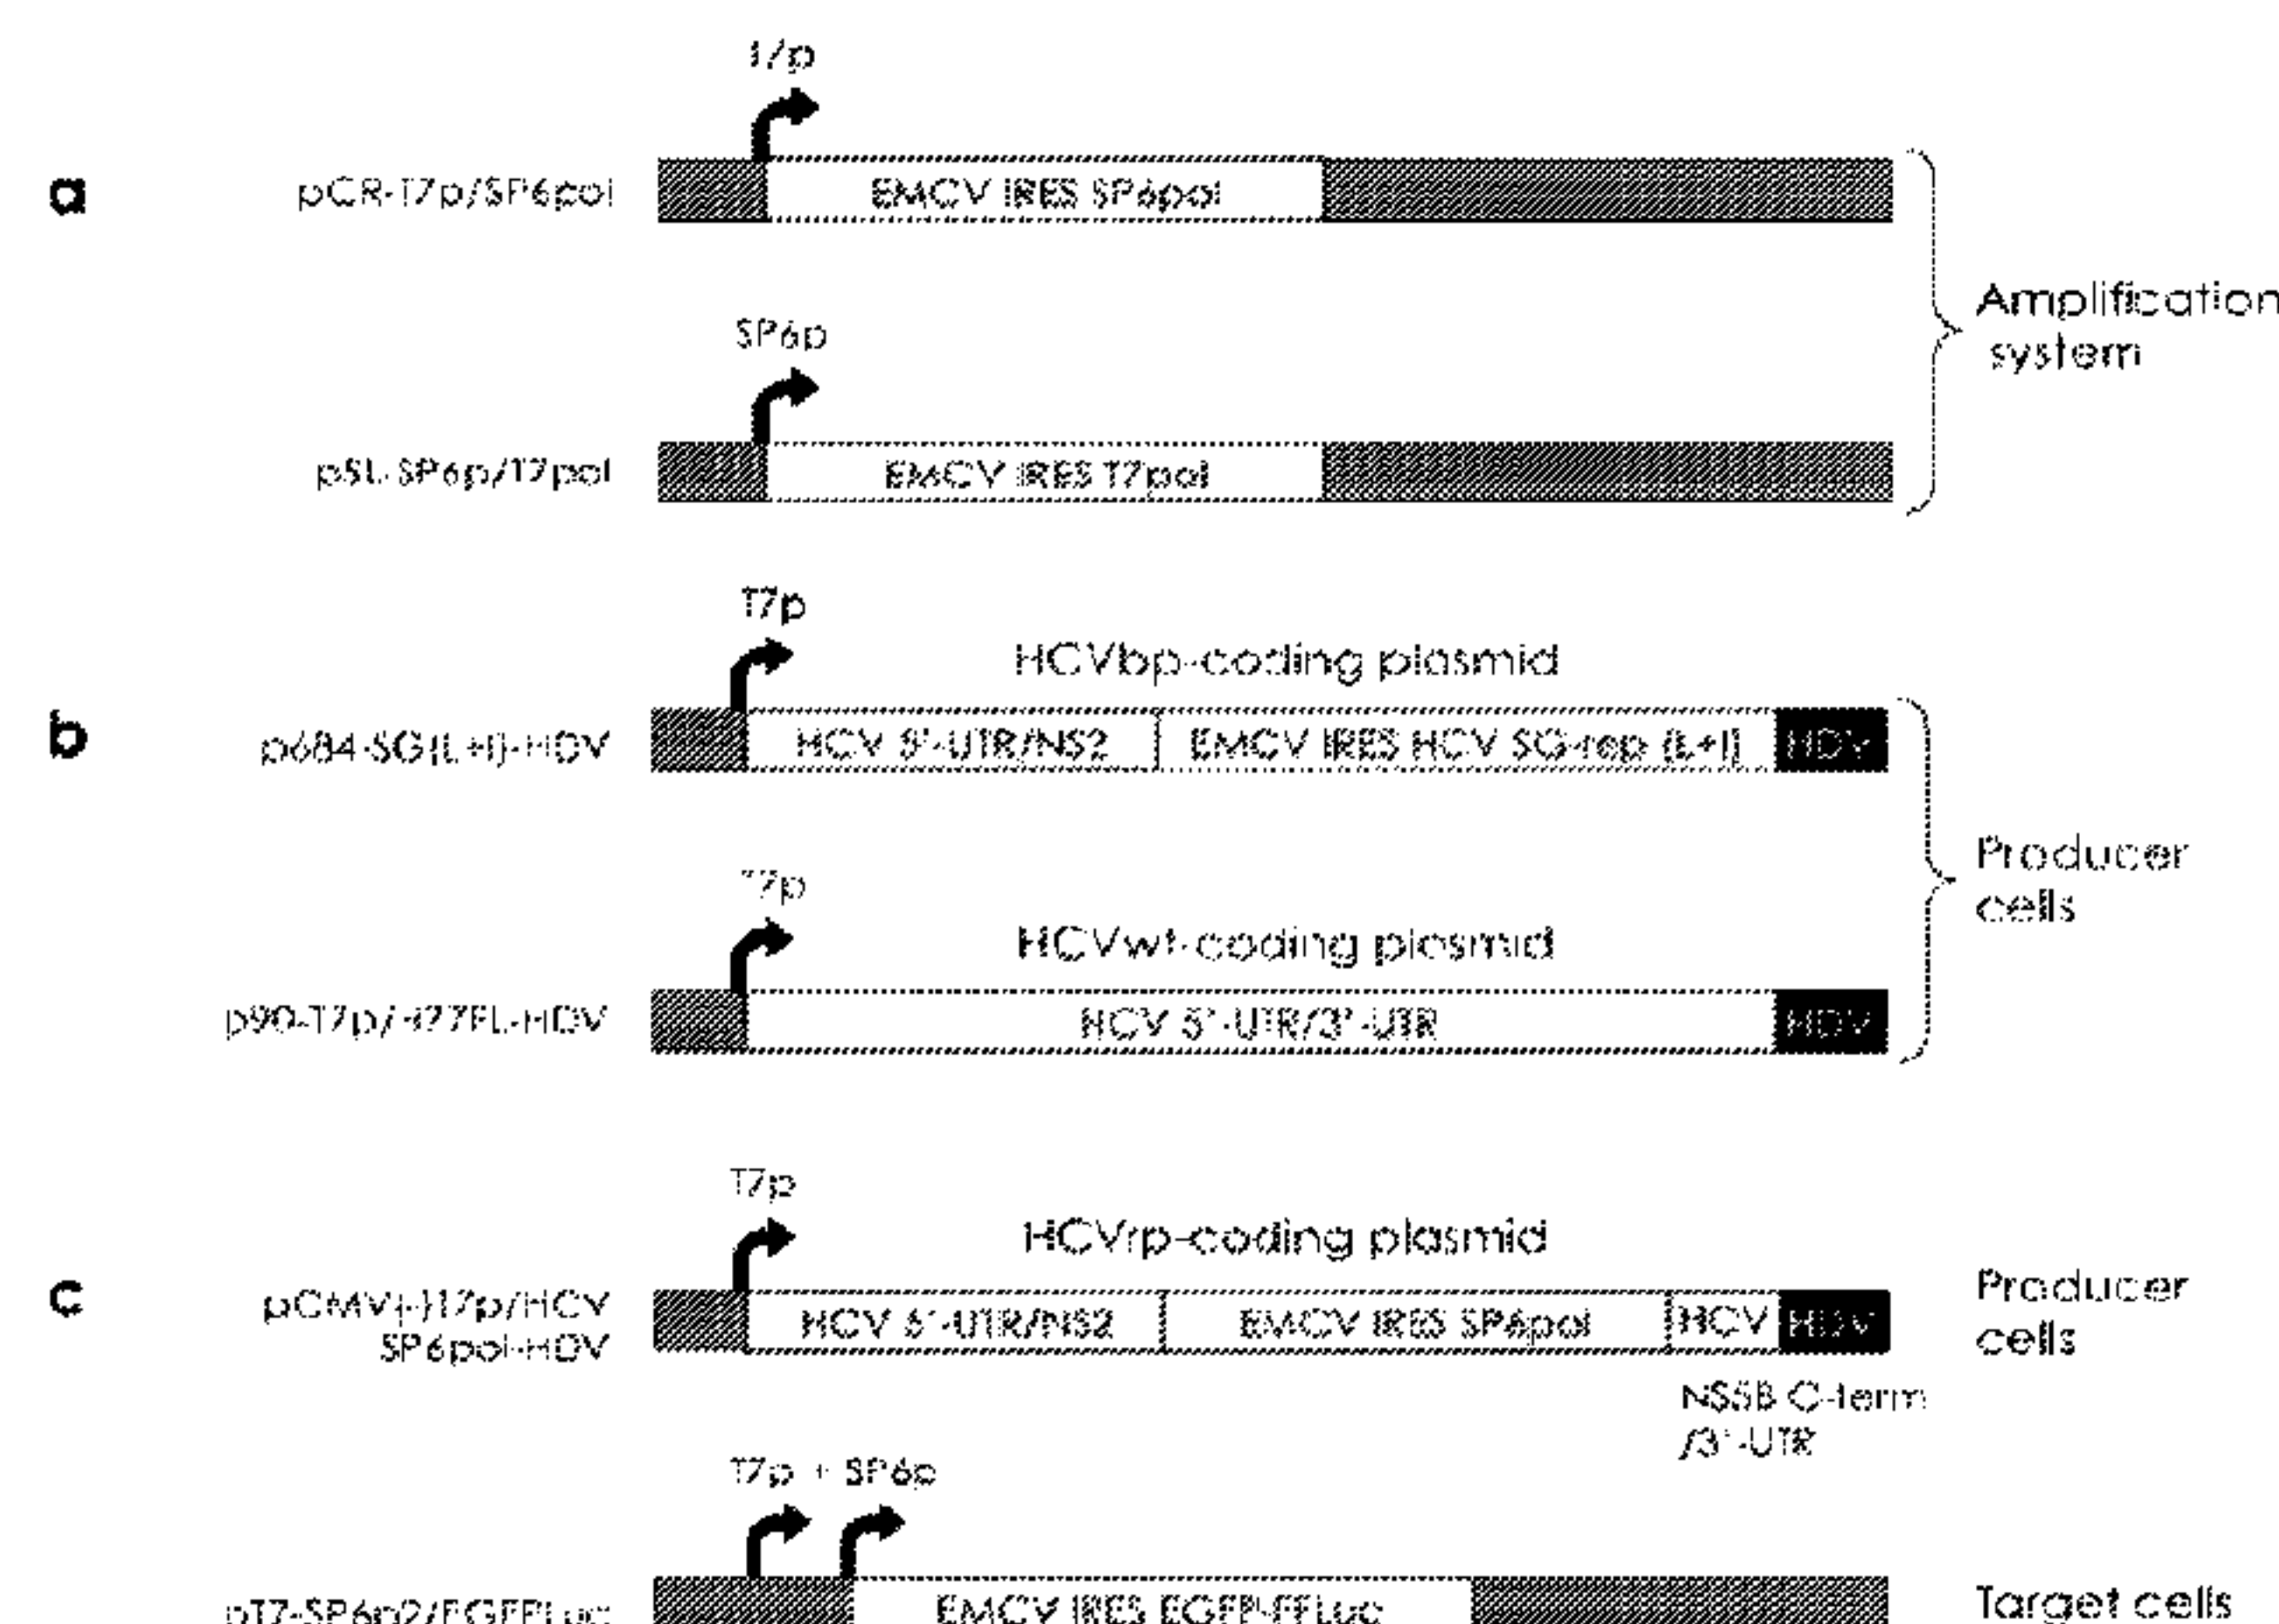 T7p
a
pCR-T7p/SP6pol
EMCV IRES SP6pol
Amplification
system
SP6p
pSL-SP6p/T7pol
EMCV IRES T7pol
T7p
HCVbp-coding plasmid
b
p684-SG(L+I)-HDV
HCV 5'-UTR/NS2
EMCV IRES HCV SG-rep (L+I)
HDV
Producer
cells
T7p
HCVwt-coding plasmid
p90-T7p/H77FL-HDV
HCV 5'-UTR/3'-UTR
HDV
T7p
HCVrp-coding plasmid
c
pCMV(-)T7p/HCV
SP6pol-HDV
HCV 5'-UTR/NS2
EMCV IRES SP6pol
HCV
HDV
Producer
cells
NS5B C-term
/3'-UTR
T7p + SP6p
pT7-SP6p2/EGFPLuc
EMCV IRES EGFP-FFLuc
Target cells